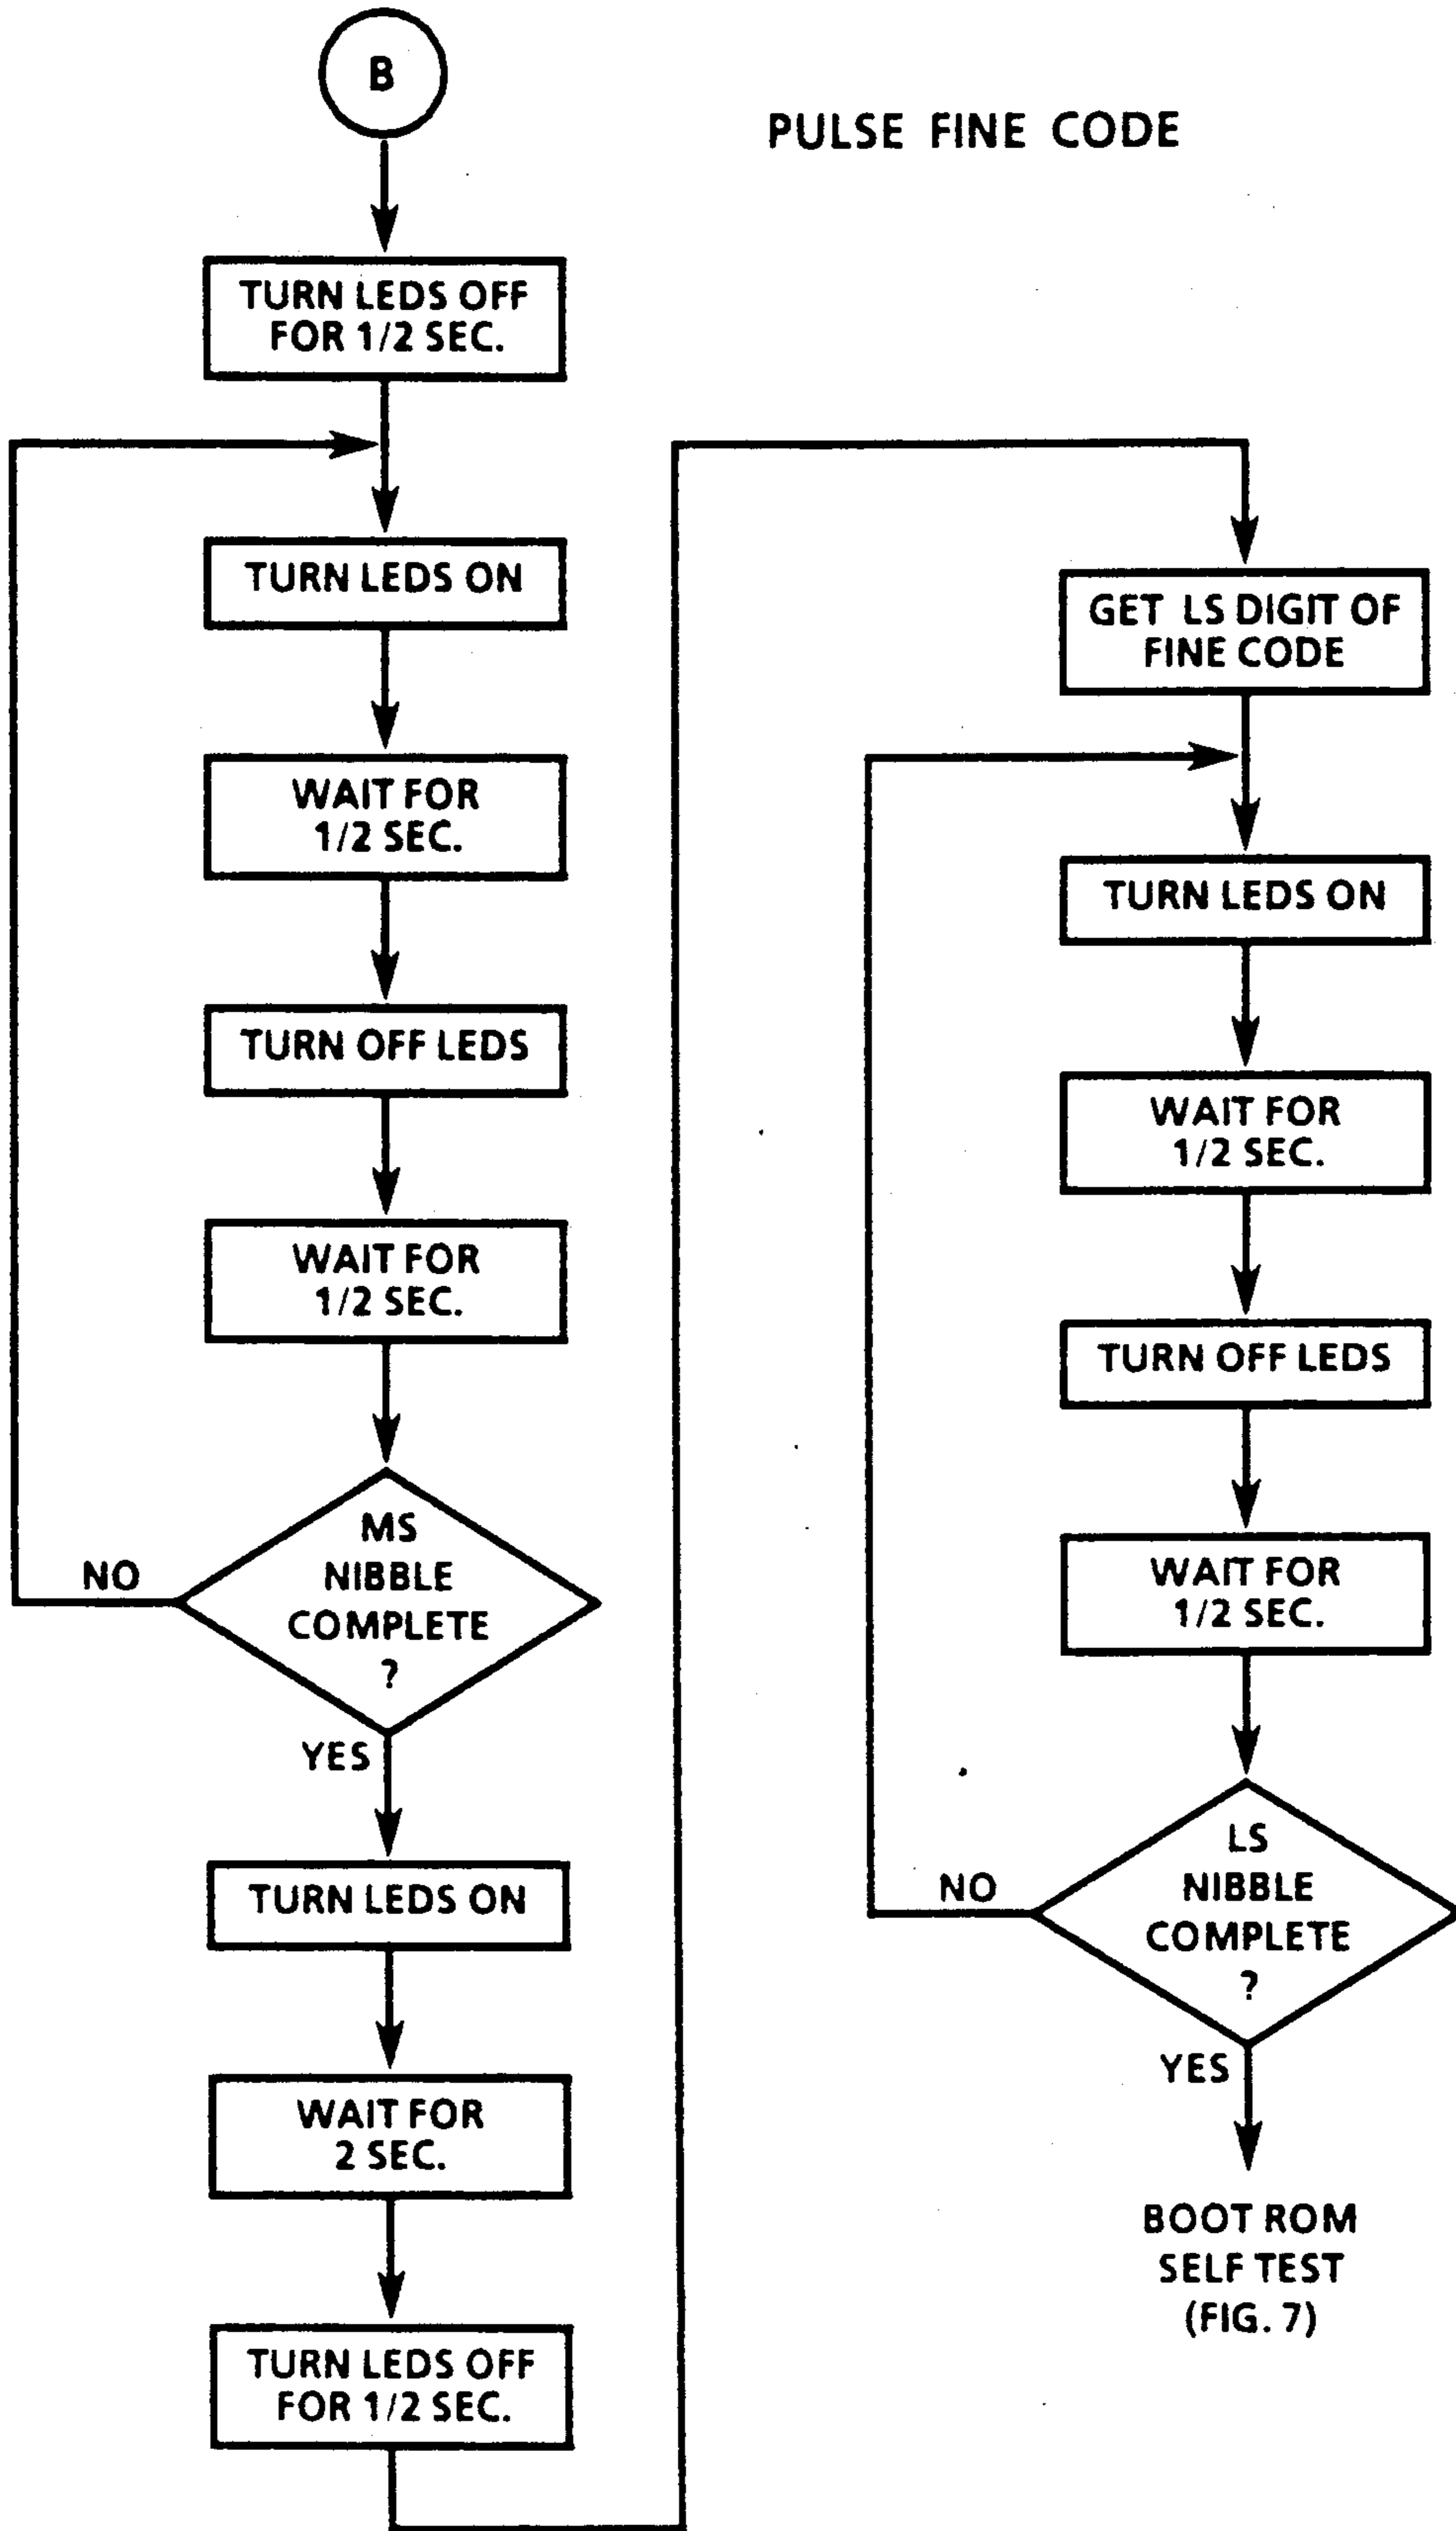 B
PULSE FINE CODE
TURN LEDS OFF
FOR 1/2 SEC.
TURN LEDS ON
WAIT FOR
1/2 SEC.
TURN OFF LEDS
WAIT FOR
1/2 SEC.
MS
NIBBLE
COMPLETE
?
NO
YES
TURN LEDS ON
WAIT FOR
2 SEC.
TURN LEDS OFF
FOR 1/2 SEC.
GET LS DIGIT OF
FINE CODE
TURN LEDS ON
WAIT FOR
1/2 SEC.
TURN OFF LEDS
WAIT FOR
1/2 SEC.
LS
NIBBLE
COMPLETE
?
NO
YES
BOOT ROM
SELF TEST
(FIG. 7)